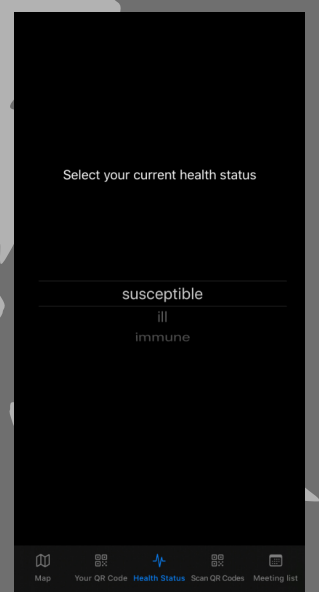 Select your current health status
susceptible
ill
immune
Map
Your QR Code
Health Status
Scan QR Codes
Meeting list